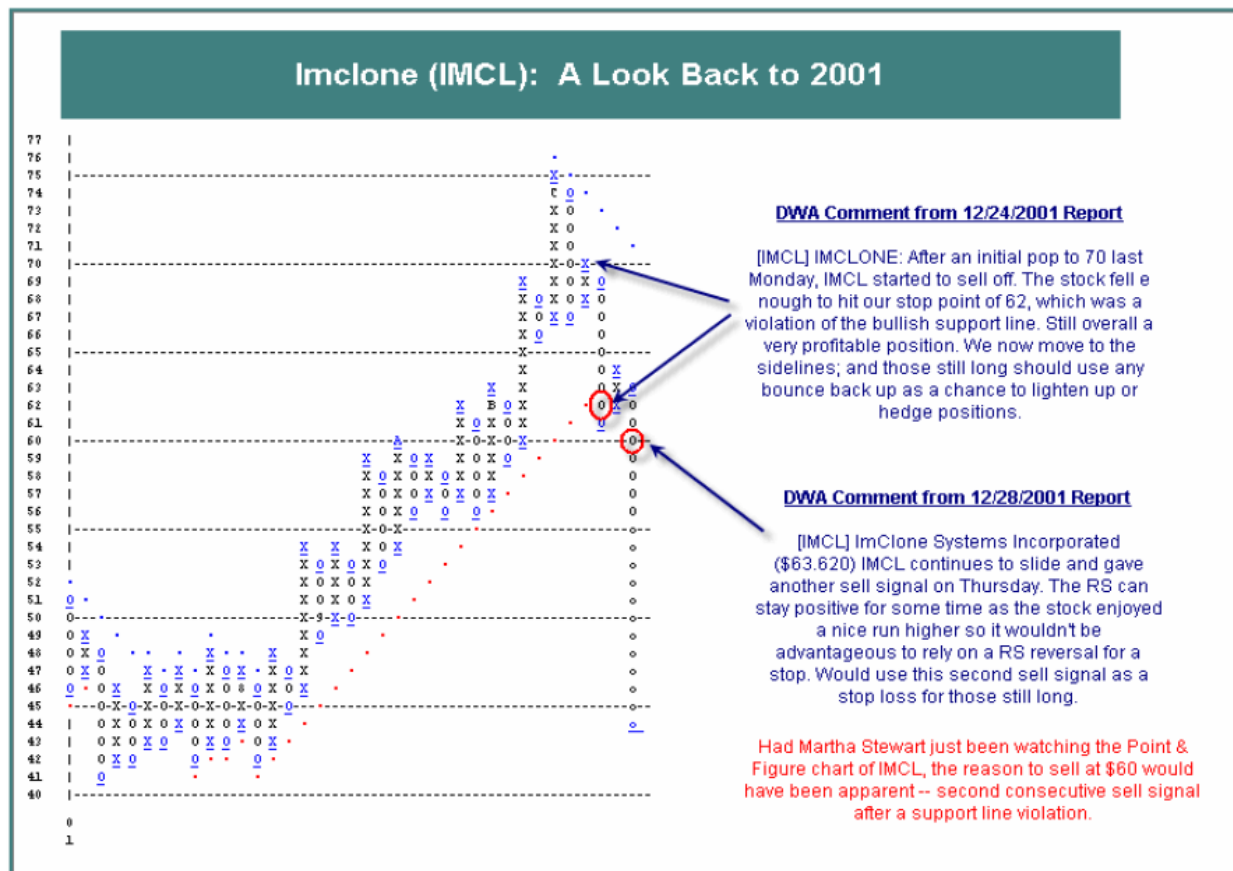 Imclone (IMCL): A Look Back to 2001
77
76
75
74
73
72
71
70
69
68
67
66
65
64
63
62
61
60
59
58
57
56
55
54
53
52
51
50
49
48
47
46
45
44
43
42
41
40
0
1
DWA Comment from 12/24/2001 Report
[IMCL] IMCLONE: After an initial pop to 70 last
Monday, IMCL started to sell off. The stock fell e
nough to hit our stop point of 62, which was a
violation of the bullish support line. Still overall a
very profitable position. We now move to the
sidelines; and those still long should use any
bounce back up as a chance to lighten up or
hedge positions.
DWA Comment from 12/28/2001 Report
[IMCL] ImClone Systems Incorporated
($63.620) IMCL continues to slide and gave
another sell signal on Thursday. The RS can
stay positive for some time as the stock enjoyed
a nice run higher so it wouldn't be
advantageous to rely on a RS reversal for a
stop. Would use this second sell signal as a
stop loss for those still long.
Had Martha Stewart just been watching the Point &
Figure chart of IMCL, the reason to sell at $60 would
have been apparent -- second consecutive sell signal
after a support line violation.